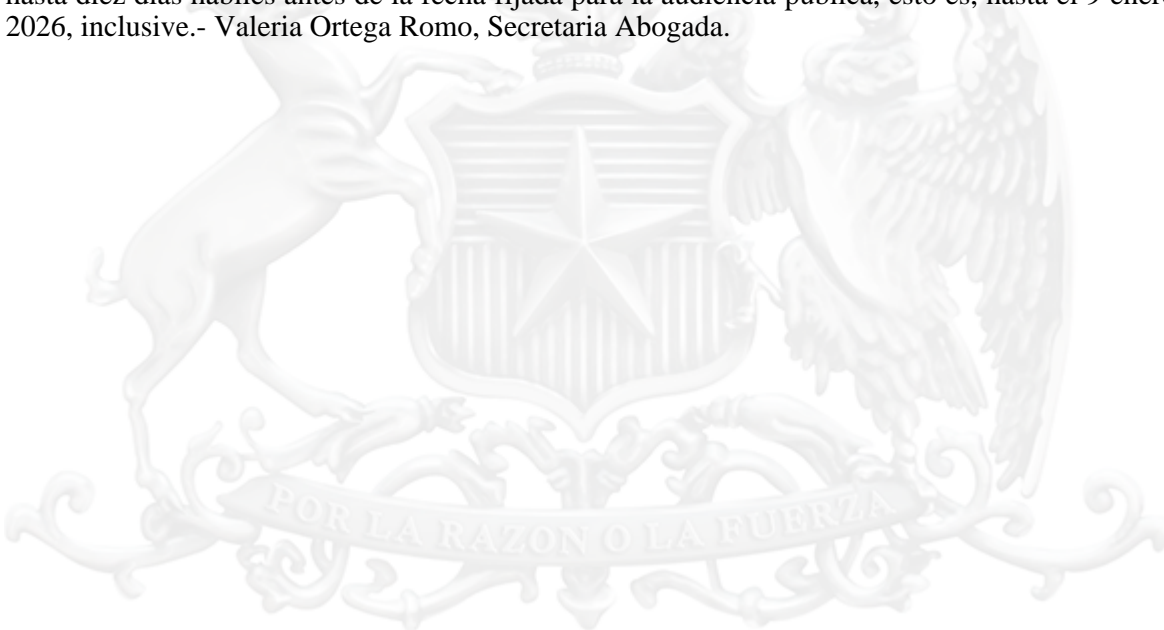 hasta diez días hábiles antes de la fecha fijada para la audiencia pública, esto es, hasta el 9 enero
2026, inclusive.- Valeria Ortega Romo, Secretaria Abogada.
POR LA RAZON O LA FUERZA